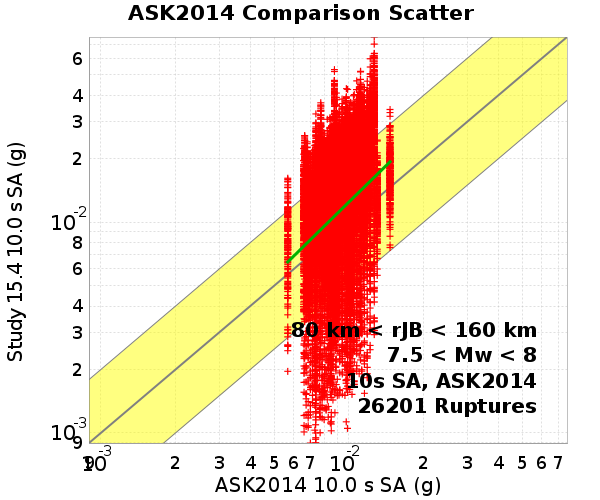 ASK2014 Comparison Scatter
Study 15.4 10.0 s SA (g)
6
4
3
2
10-2
8
6
4
3
2
10-3
9
80 km < rJB < 160 km
7.5 < Mw < 8
10s SA, ASK2014
26201 Ruptures
9 10-3 2 3 4 5 6 7 10-2 2 3 4 5 6 7
ASK2014 10.0 s SA (g)